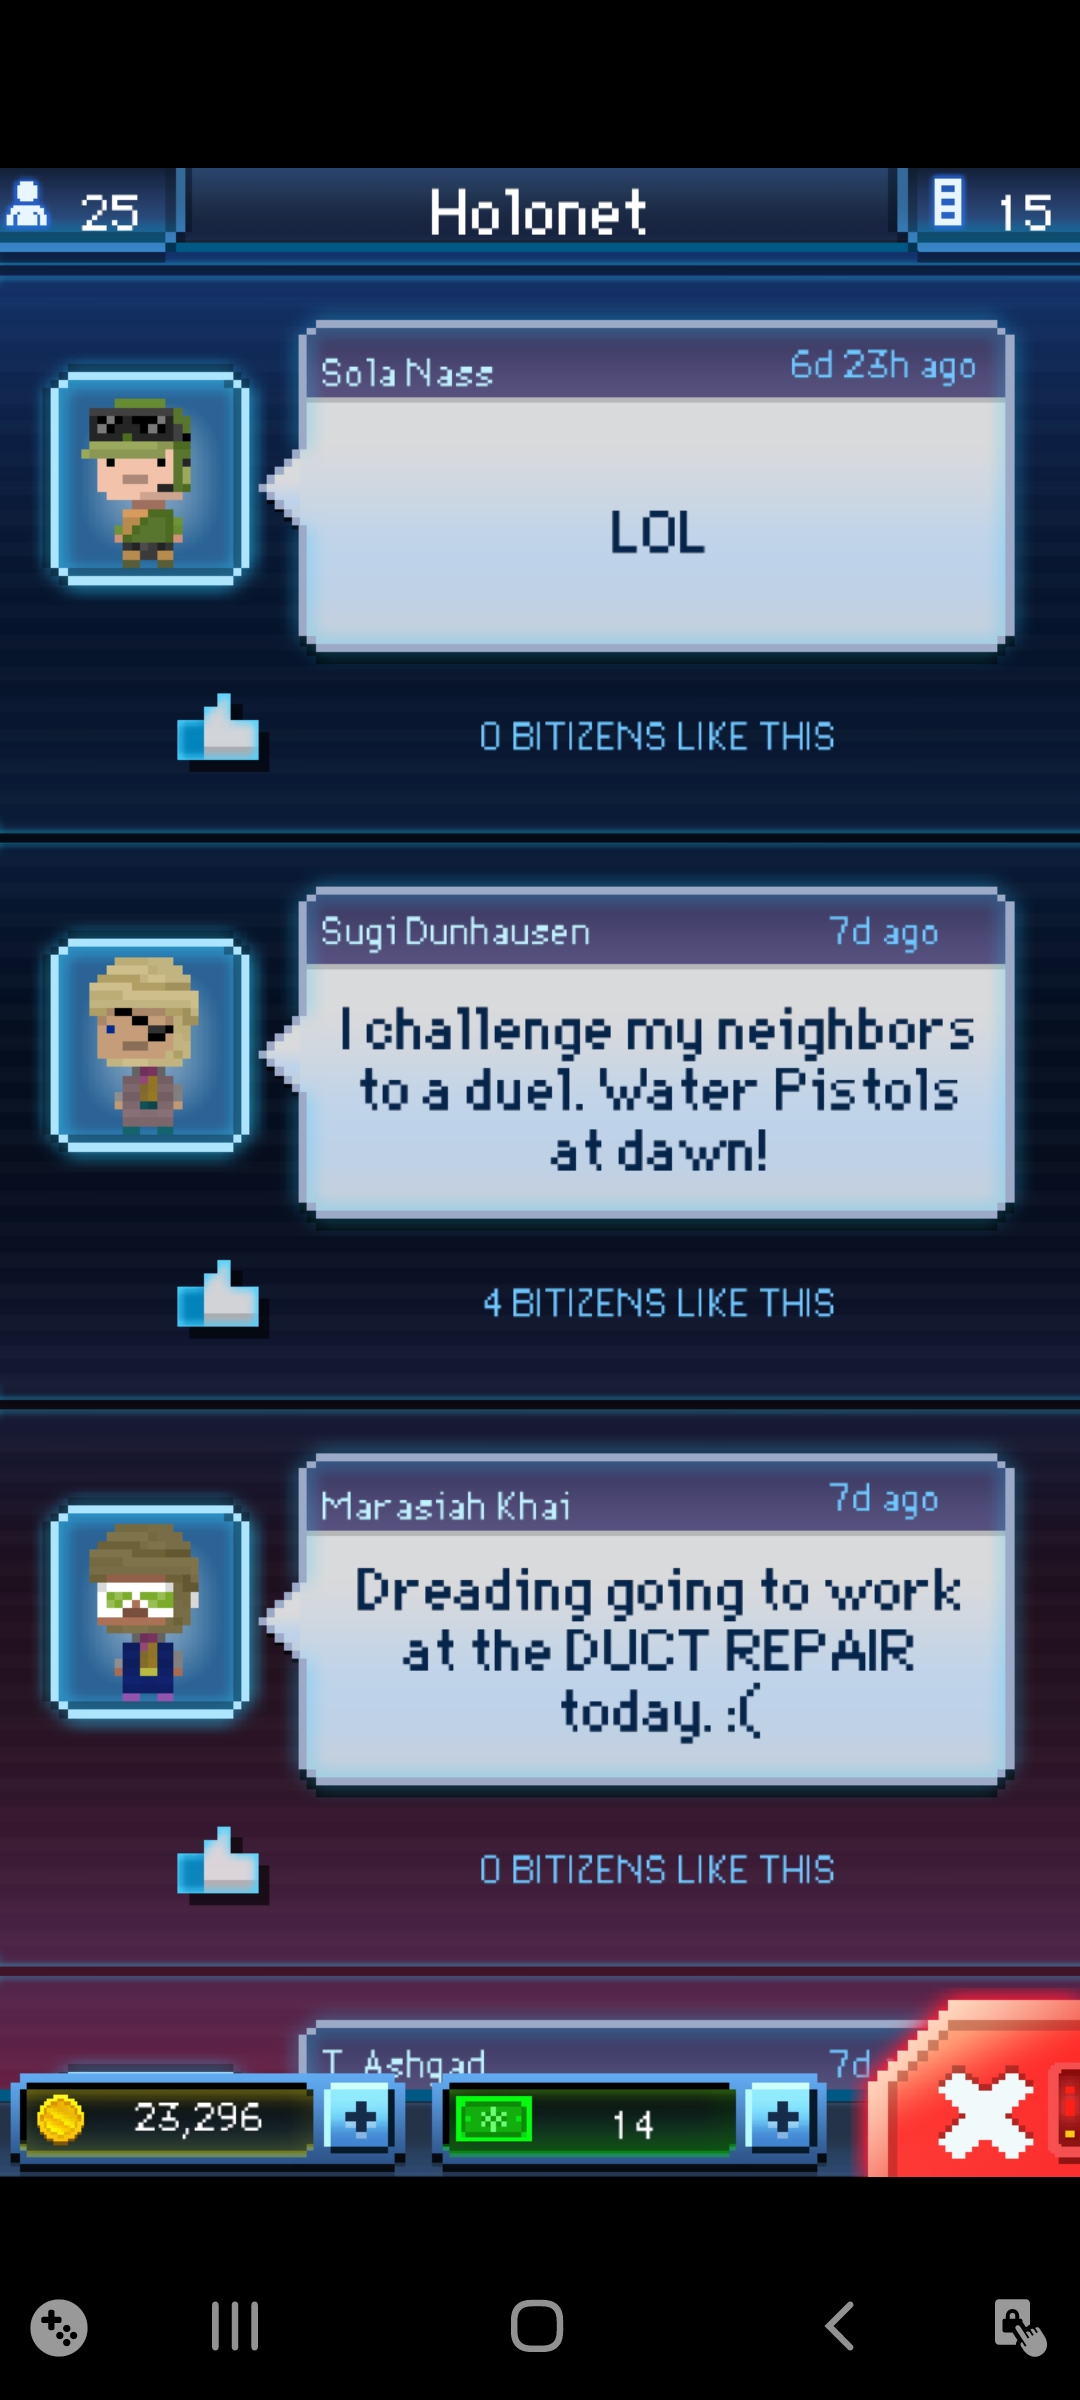 25
Holonet
15
Sola Nass
6d 23h ago
LOL
0 BITIZENS LIKE THIS
Sugi Dunhausen
7d ago
I challenge my neighbors
to a duel. Water Pistols
at dawn!
4 BITIZENS LIKE THIS
Marasiah Khai
7d ago
Dreading going to work
at the DUCT REPAIR
today. :(
0 BITIZENS LIKE THIS
T. Ashgad
7d
23,296
14